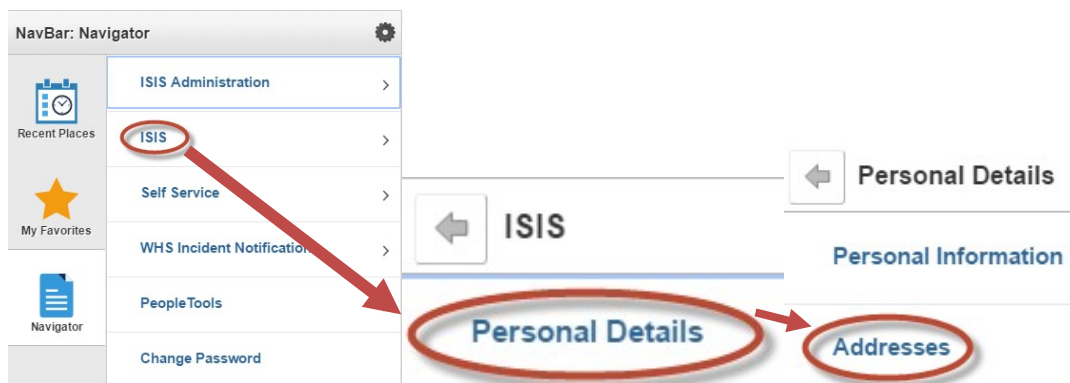 NavBar: Navigator
Recent Places
My Favorites
Navigator
ISIS Administration
ISIS
Self Service
WHS Incident Notification
PeopleTools
Change Password
ISIS
Personal Details
Personal Details
Personal Information
Addresses